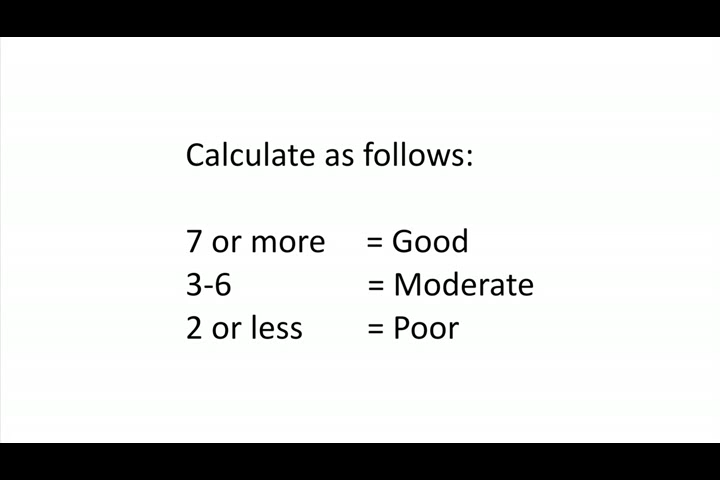 Calculate as follows:
7 or more = Good
3-6 = Moderate
2 or less = Poor